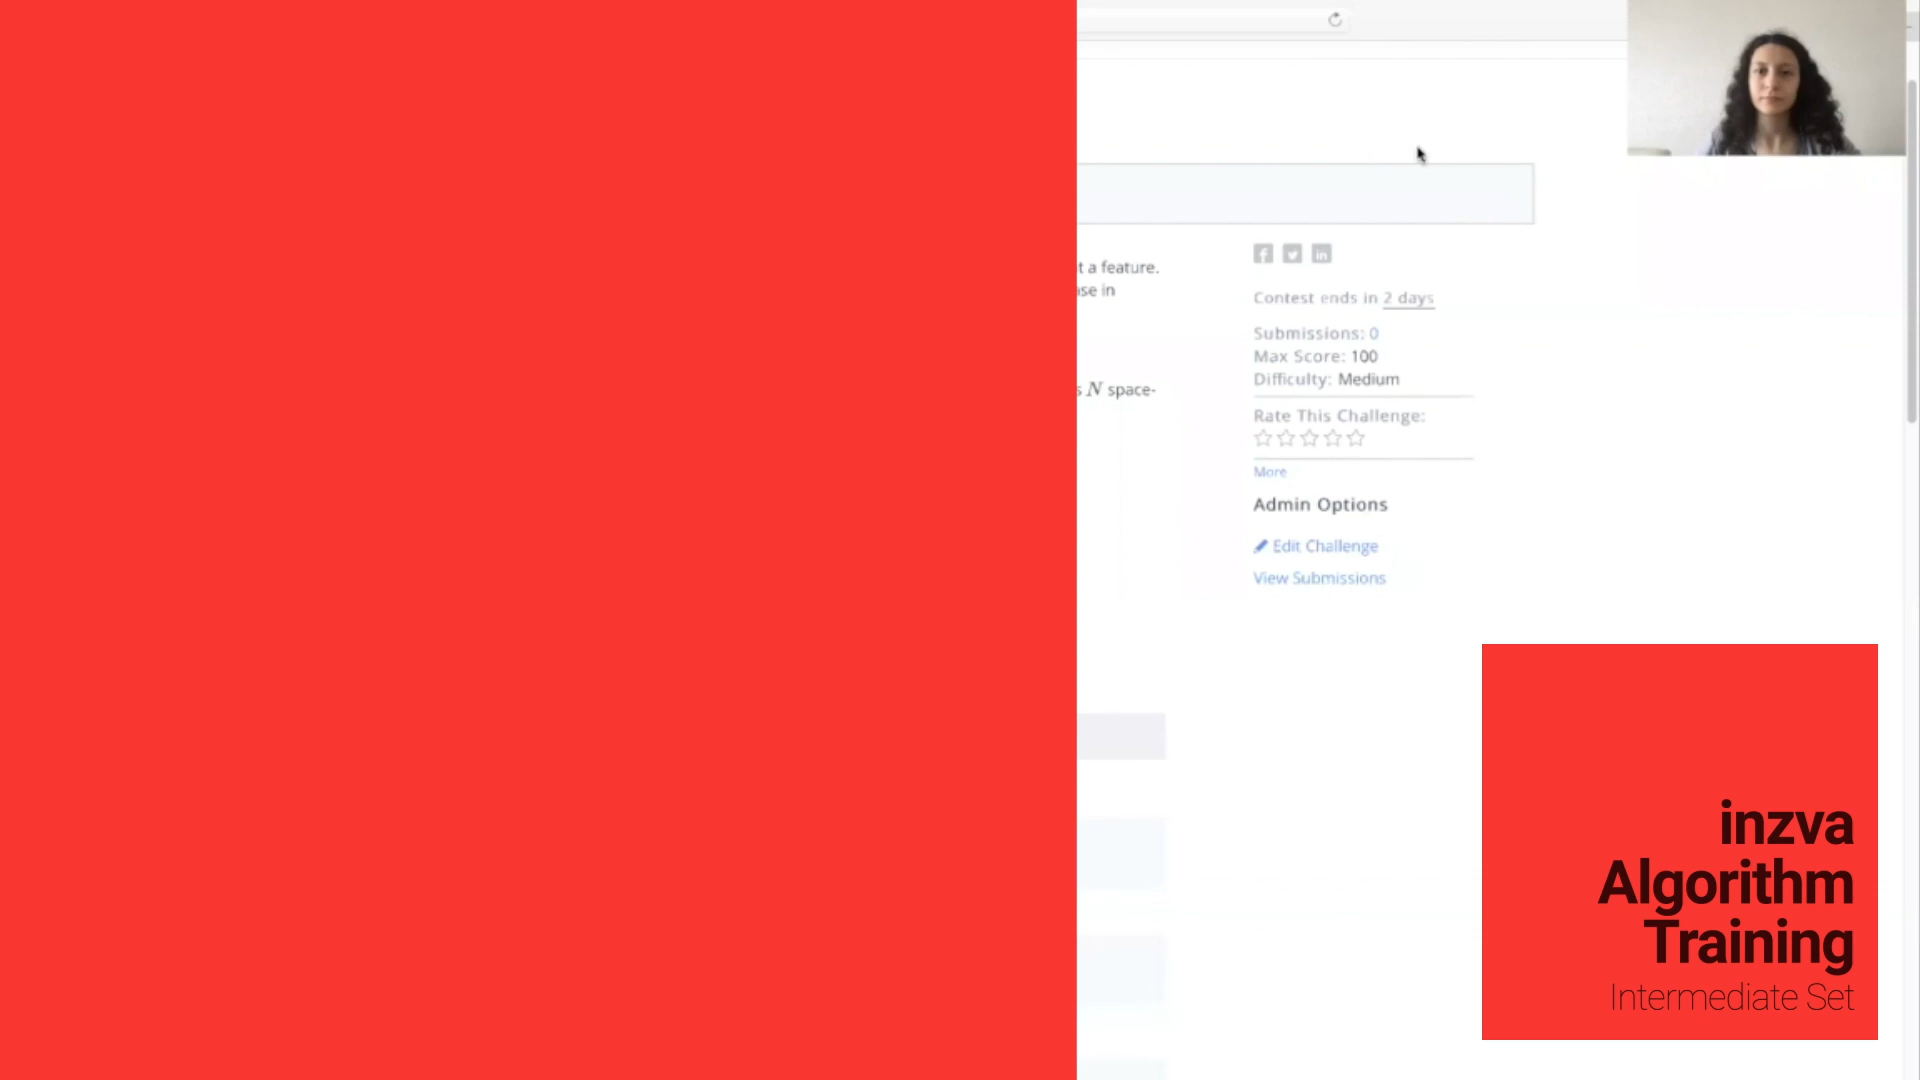 t a feature.
se in
N space-
Contest ends in 2 days
Submissions: 0
Max Score: 100
Difficulty: Medium
Rate This Challenge:
More
Admin Options
Edit Challenge
View Submissions
inzva
Algorithm
Training
Intermediate Set